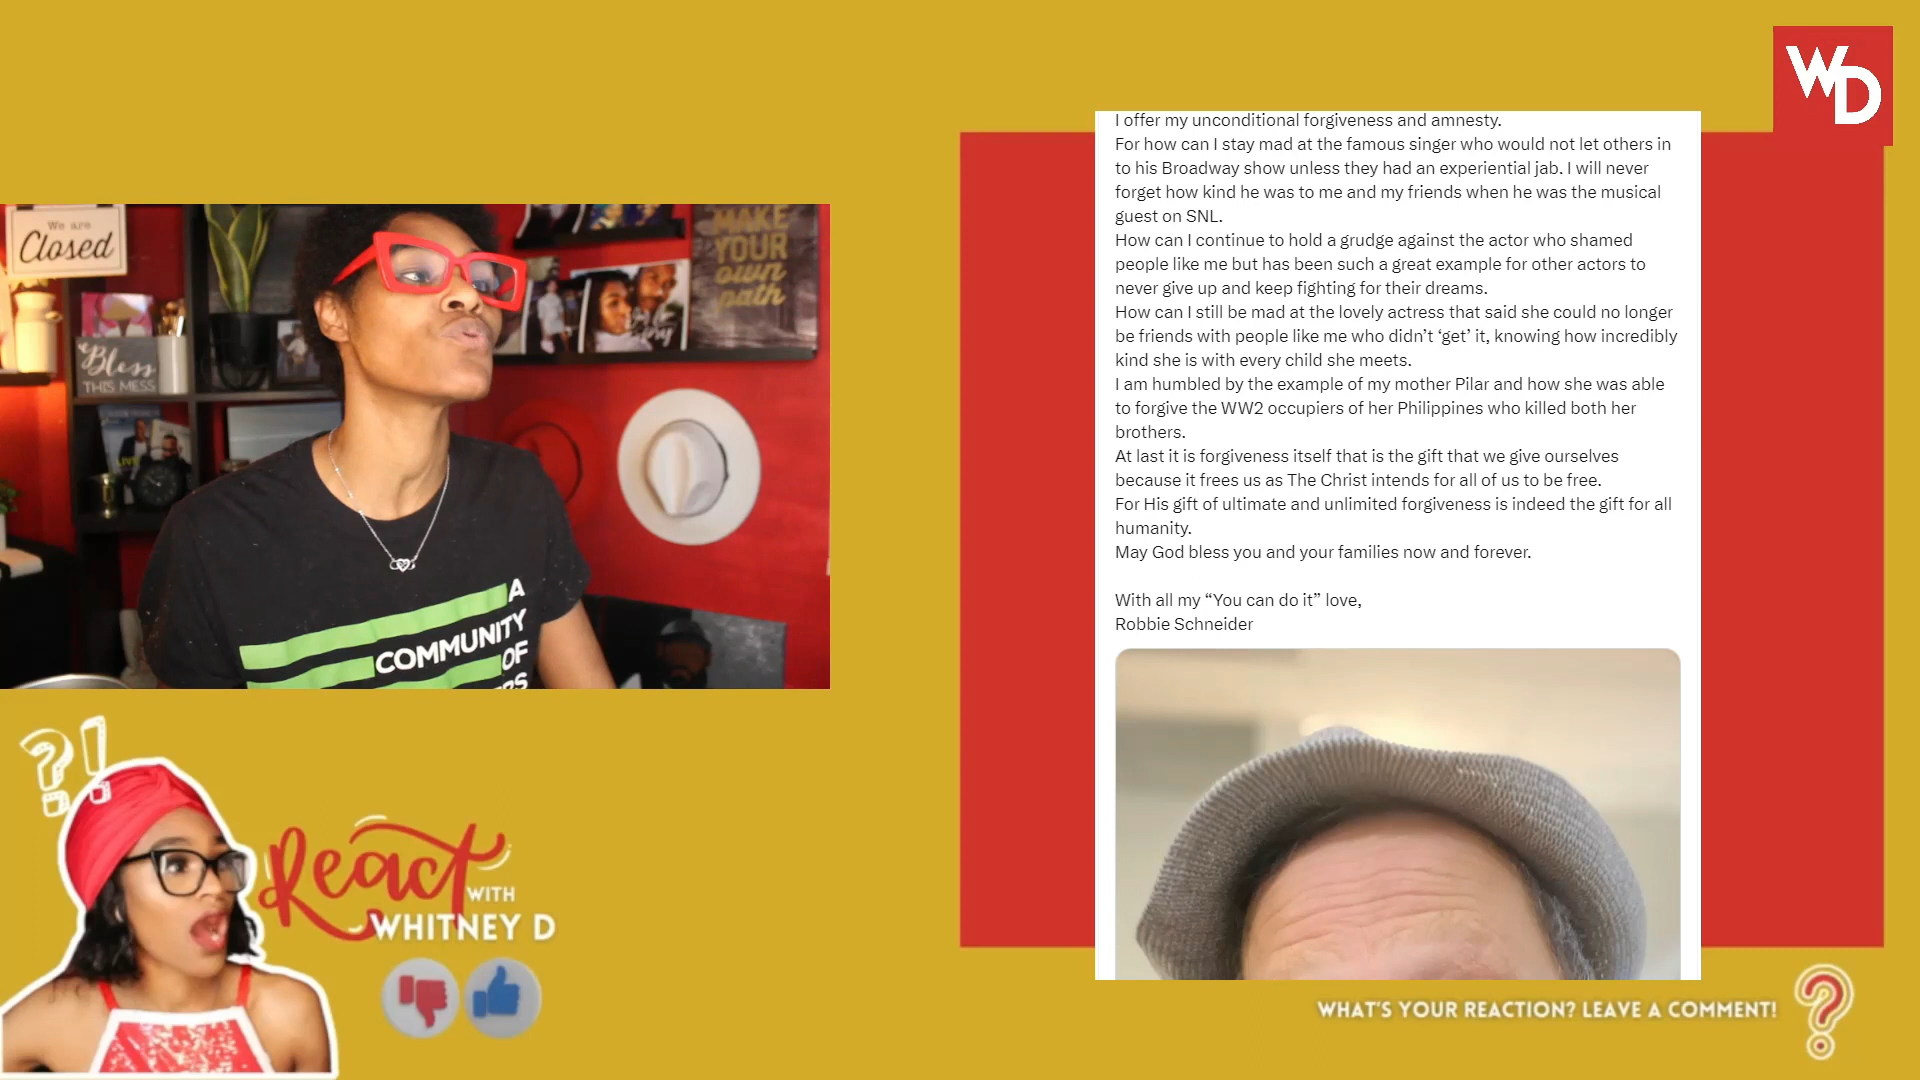 WD
We are
Closed
MAKE
YOUR
own
path
Bless
THIS MESS
A
COMMUNITY
OF
I offer my unconditional forgiveness and amnesty.
For how can I stay mad at the famous singer who would not let others in
to his Broadway show unless they had an experiential jab. I will never
forget how kind he was to me and my friends when he was the musical
guest on SNL.
How can I continue to hold a grudge against the actor who shamed
people like me but has been such a great example for other actors to
never give up and keep fighting for their dreams.
How can I still be mad at the lovely actress that said she could no longer
be friends with people like me who didn’t ‘get’ it, knowing how incredibly
kind she is with every child she meets.
I am humbled by the example of my mother Pilar and how she was able
to forgive the WW2 occupiers of her Philippines who killed both her
brothers.
At last it is forgiveness itself that is the gift that we give ourselves
because it frees us as The Christ intends for all of us to be free.
For His gift of ultimate and unlimited forgiveness is indeed the gift for all
humanity.
May God bless you and your families now and forever.
With all my “You can do it” love,
Robbie Schneider
?!
React
WITH
WHITNEY D
WHAT'S YOUR REACTION? LEAVE A COMMENT!
?